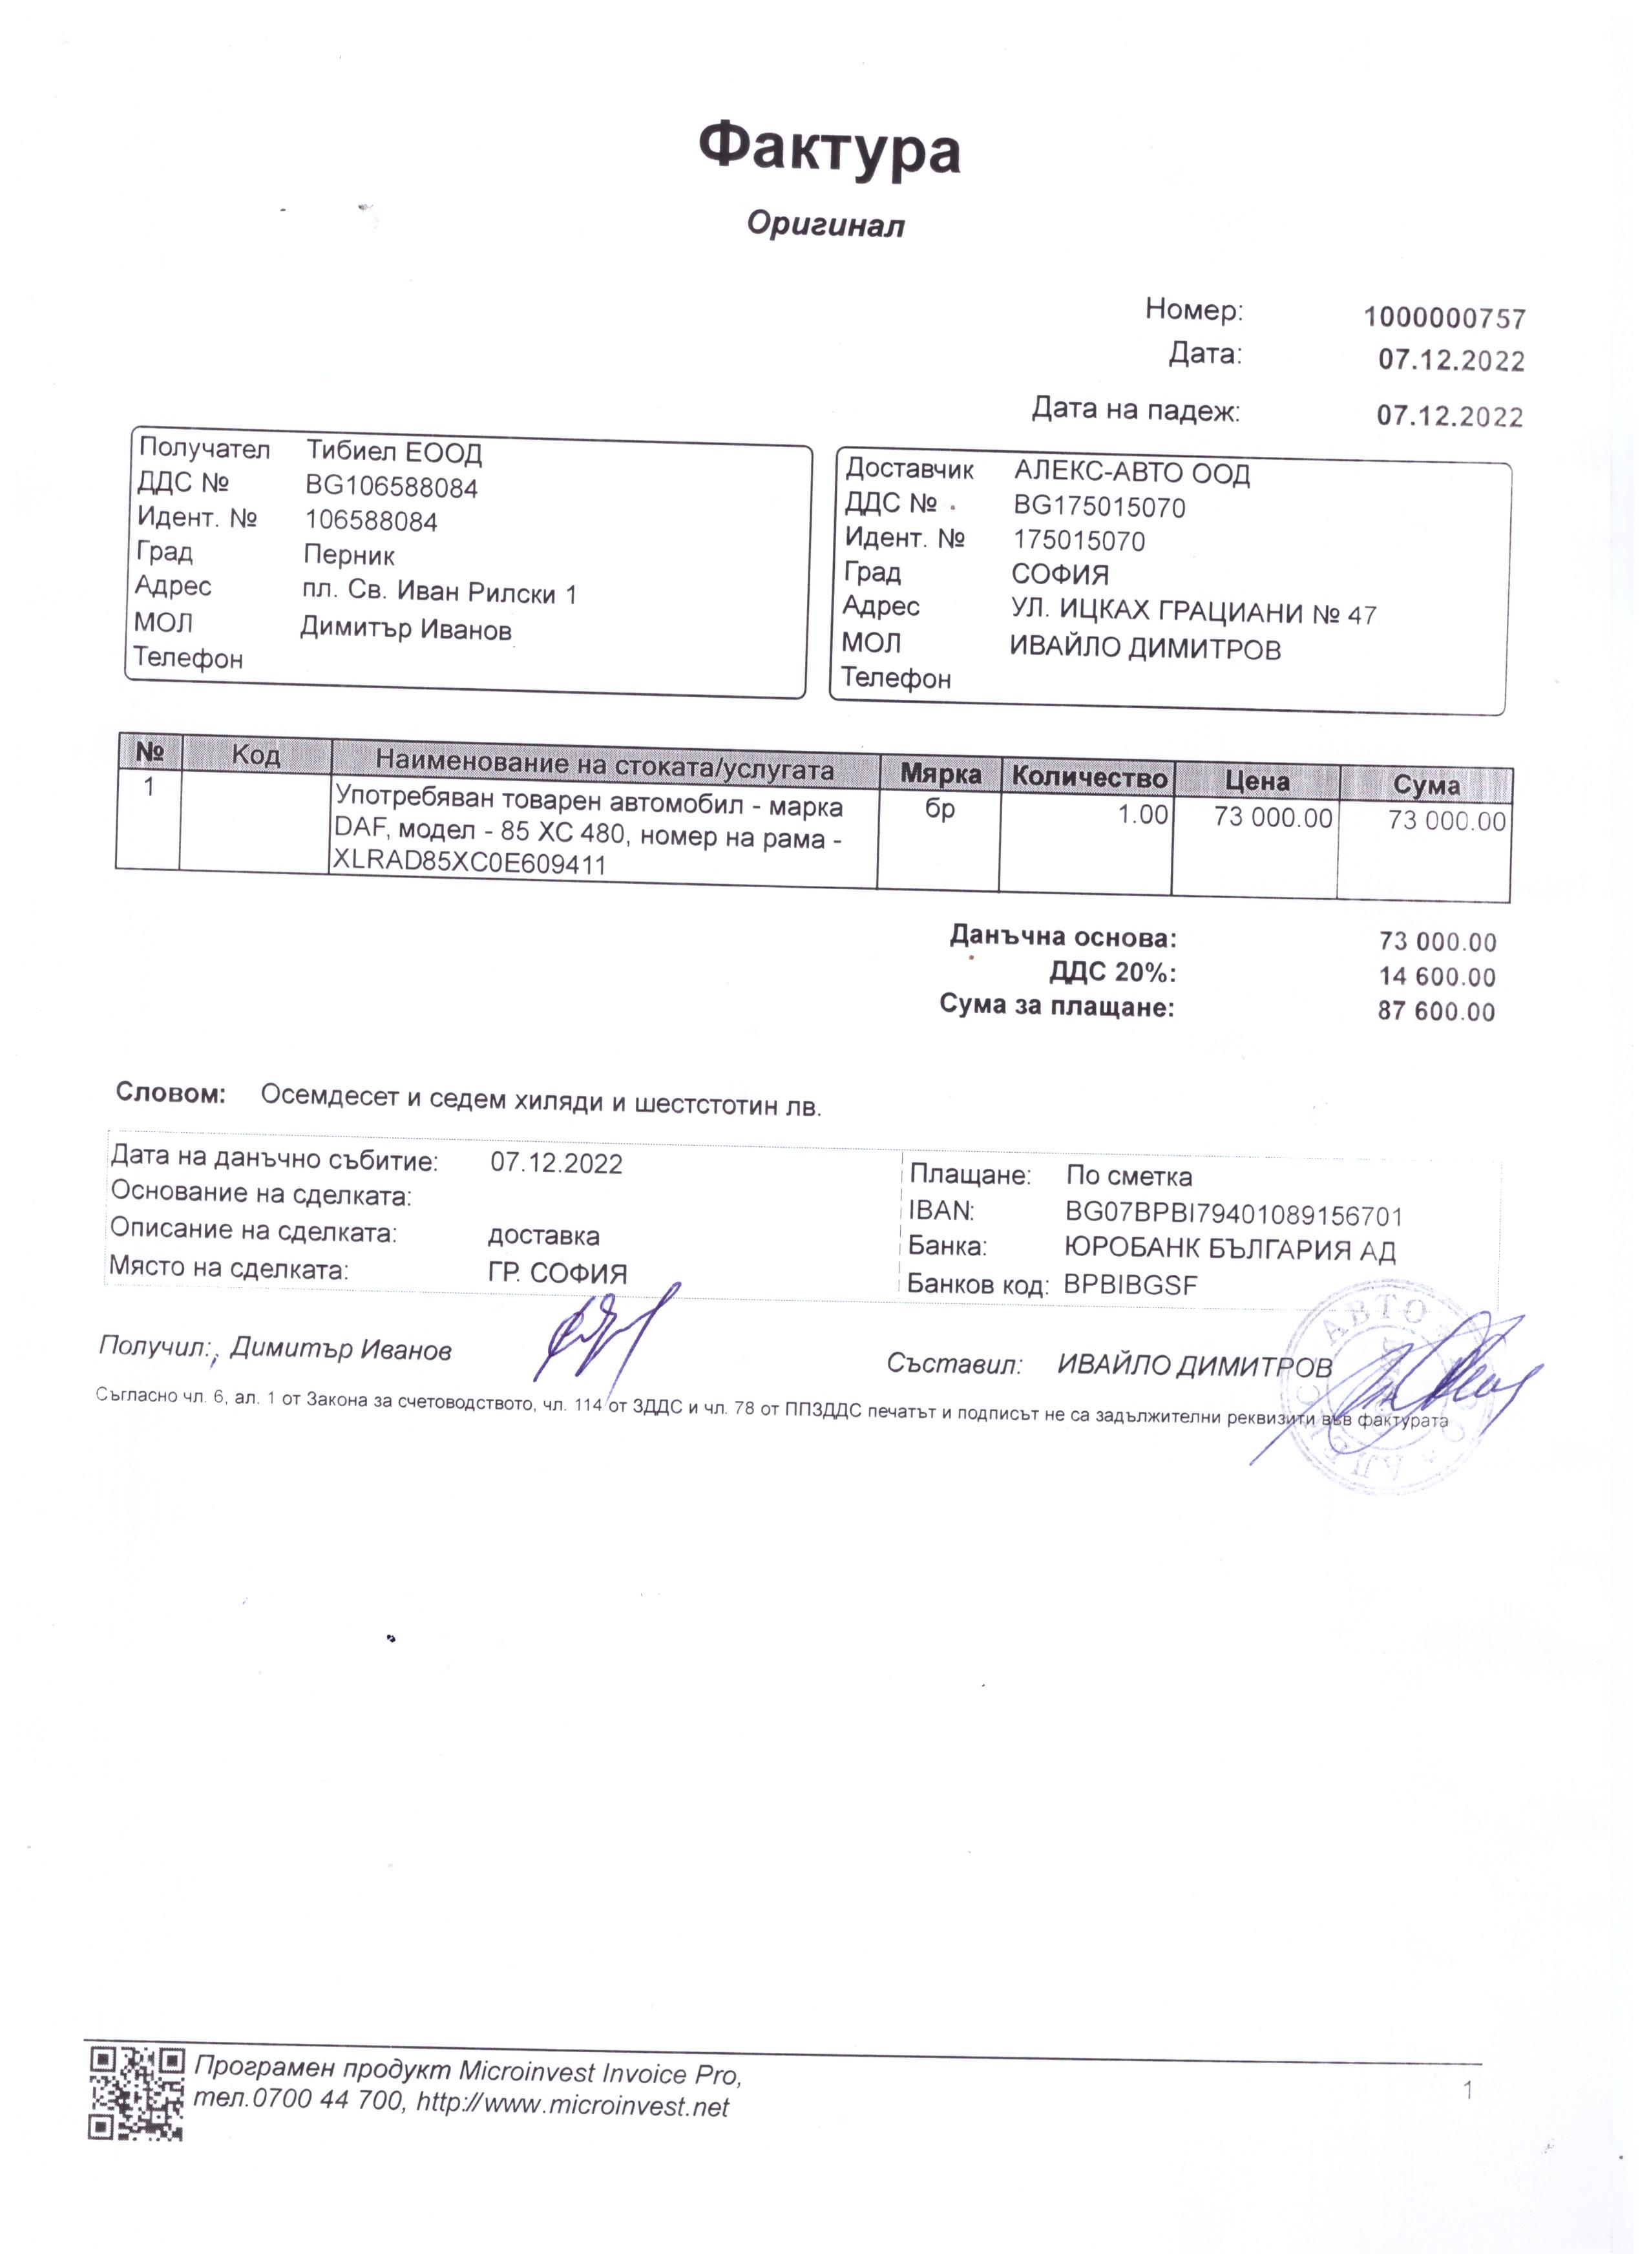 Фактура
Оригинал
Номер: 1000000757
Дата: 07.12.2022
Дата на падеж: 07.12.2022
Получател Тибиел ЕООД
ДДС № BG106588084
Идент. № 106588084
Град Перник
Адрес пл. Св. Иван Рилски 1
МОЛ Димитър Иванов
Телефон
Доставчик АЛЕКС-АВТО ООД
ДДС № BG175015070
Идент. № 175015070
Град СОФИЯ
Адрес УЛ. ИЦКАХ ГРАЦИАНИ № 47
МОЛ ИВАЙЛО ДИМИТРОВ
Телефон
№ Код Наименование на стоката/услугата Мярка Количество Цена Сума
1 Употребяван товарен автомобил - марка бр 1.00 73 000.00 73 000.00
DAF, модел - 85 XC 480, номер на рама -
XLRAD85XC0E609411
Данъчна основа: 73 000.00
ДДС 20%: 14 600.00
Сума за плащане: 87 600.00
Словом: Осемдесет и седем хиляди и шестстотин лв.
Дата на данъчно събитие: 07.12.2022
Основание на сделката:
Описание на сделката: доставка
Място на сделката: ГР. СОФИЯ
Плащане: По сметка
IBAN: BG07BPBI79401089156701
Банка: ЮРОБАНК БЪЛГАРИЯ АД
Банков код: BPBIBGSF
Получил: Димитър Иванов
Съставил: ИВАЙЛО ДИМИТРОВ
АЛЕКС АВТО
Съгласно чл. 6, ал. 1 от Закона за счетоводството, чл. 114 от ЗДДС и чл. 78 от ППЗДДС печатът и подписът не са задължителни реквизити във фактурата
Програмен продукт Microinvest Invoice Pro,
тел.0700 44 700, http://www.microinvest.net
1